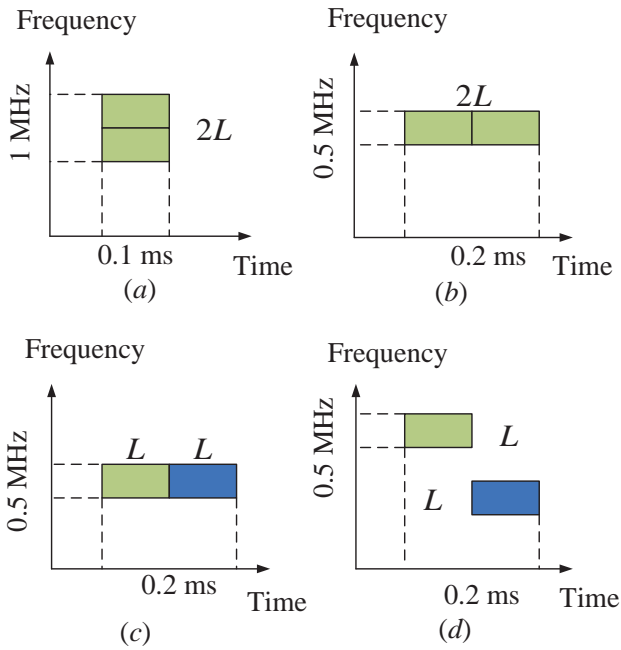 Frequency
1 MHz
2L
0.1 ms
Time
(a)
Frequency
0.5 MHz
2L
0.2 ms
Time
(b)
Frequency
0.5 MHz
L L
0.2 ms
Time
(c)
Frequency
0.5 MHz
L
L
0.2 ms
Time
(d)